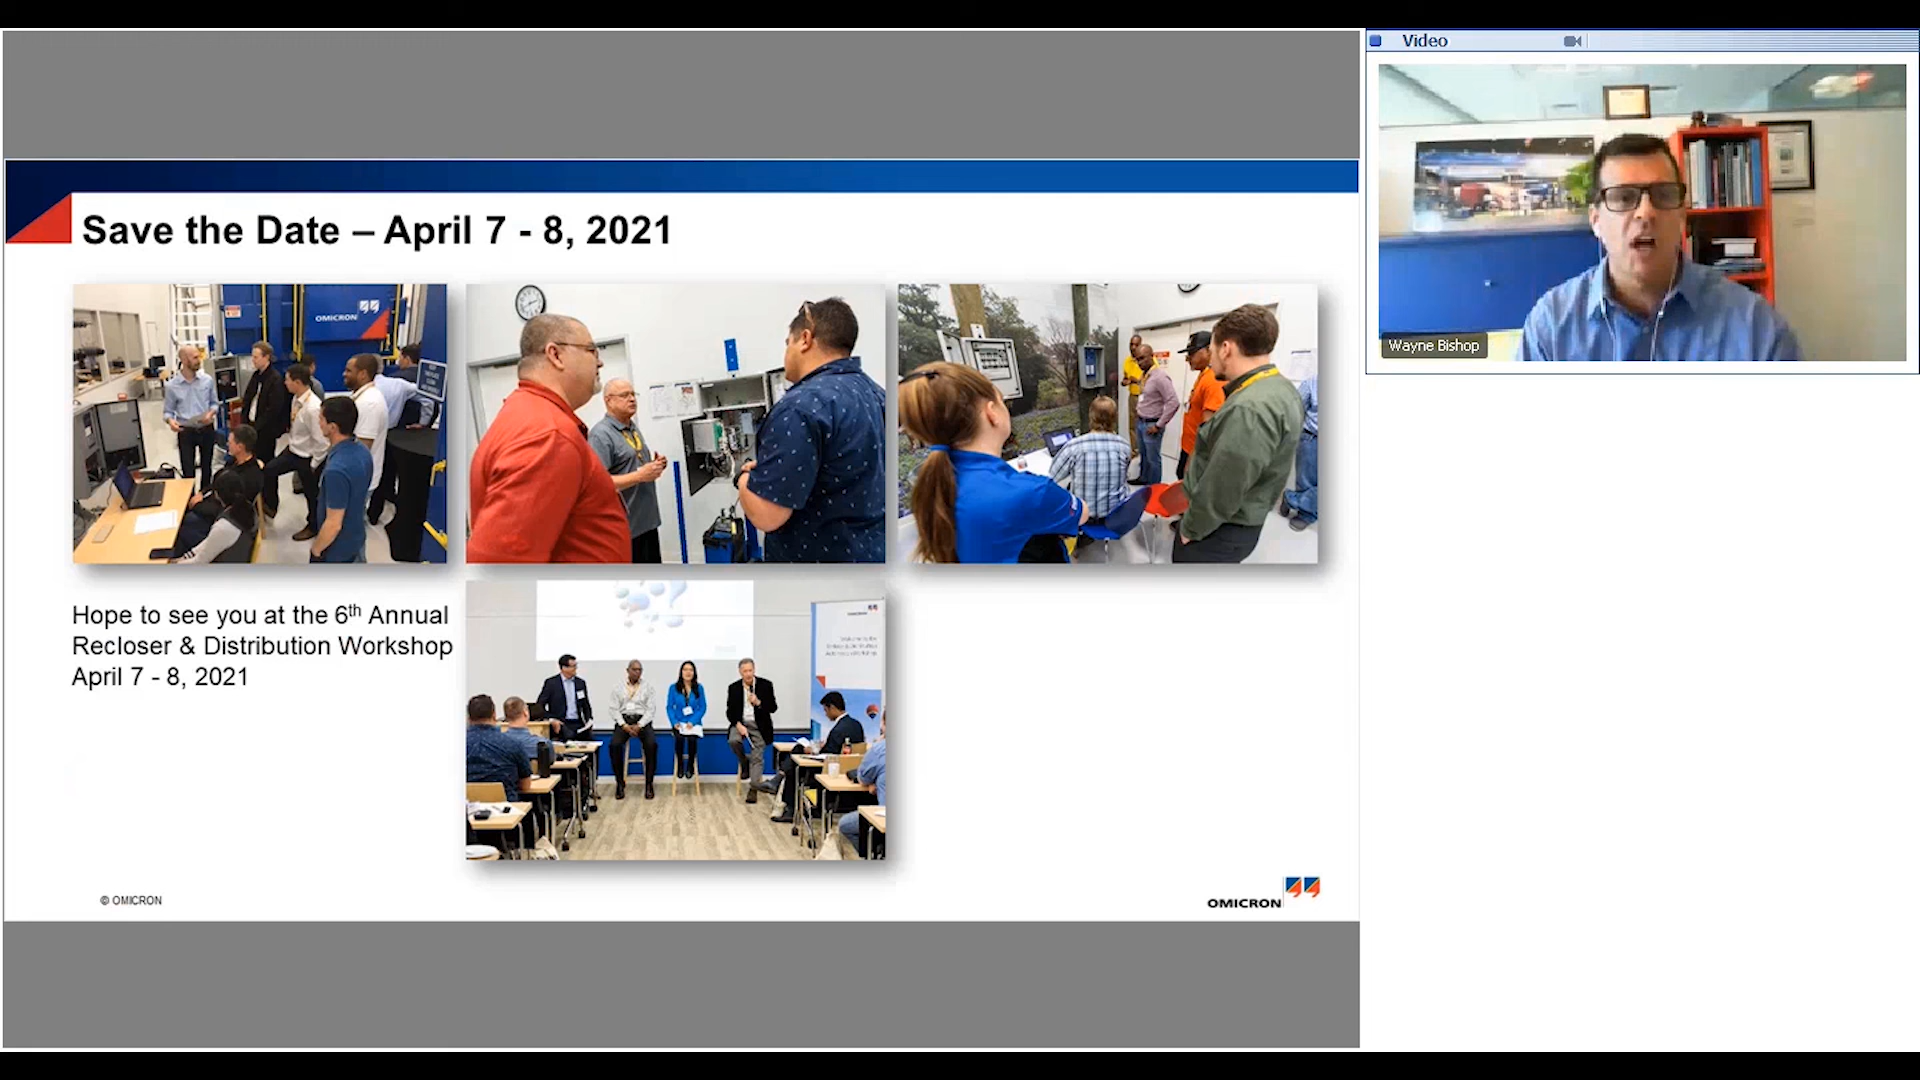 Video
Wayne Bishop
Save the Date – April 7 - 8, 2021
OMICRON
Hope to see you at the 6th Annual
Recloser & Distribution Workshop
April 7 - 8, 2021
© OMICRON
OMICRON